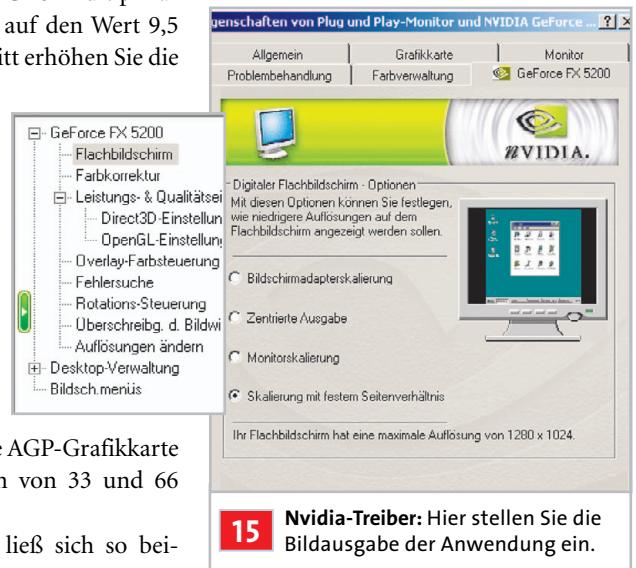 auf den Wert 9,5
itt erhöhen Sie die
genschaften von Plug und Play-Monitor und NVIDIA GeForce ...
Allgemein Grafikkarte Monitor
Problembehandlung Farbverwaltung GeForce FX 5200
nVIDIA.
Digitaler Flachbildschirm - Optionen
Mit diesen Optionen können Sie festlegen,
wie niedrigere Auflösungen auf dem
Flachbildschirm angezeigt werden sollen.
Bildschirmadapterskalierung
Zentrierte Ausgabe
Monitorskalierung
Skalierung mit festem Seitenverhältnis
Ihr Flachbildschirm hat eine maximale Auflösung von 1280 x 1024.
GeForce FX 5200
Flachbildschirm
Farbkorrektur
Leistungs- & Qualitätsei
Direct3D-Einstellun
OpenGL-Einstellun
Overlay-Farbsteuerung
Fehlersuche
Rotations-Steuerung
Überschreibg. d. Bildwi
Auflösungen ändern
Desktop-Verwaltung
Bildsch.menüs
e AGP-Grafikkarte
n von 33 und 66
ließ sich so bei-
15 Nvidia-Treiber: Hier stellen Sie die
Bildausgabe der Anwendung ein.